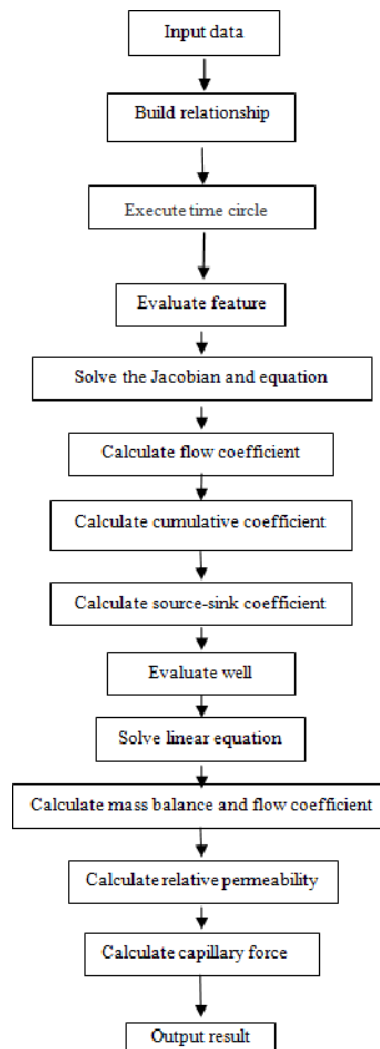 Input data
Build relationship
Execute time circle
Evaluate feature
Solve the Jacobian and equation
Calculate flow coefficient
Calculate cumulative coefficient
Calculate source-sink coefficient
Evaluate well
Solve linear equation
Calculate mass balance and flow coefficient
Calculate relative permeability
Calculate capillary force
Output result